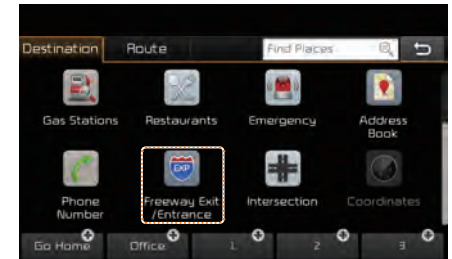 Destination Route Find Places
Gas Stations Restaurants Emergency Address
Book
EXP
Phone Freeway Exit Intersection Coordinates
Number /Entrance
Go Home Office 1 2 3